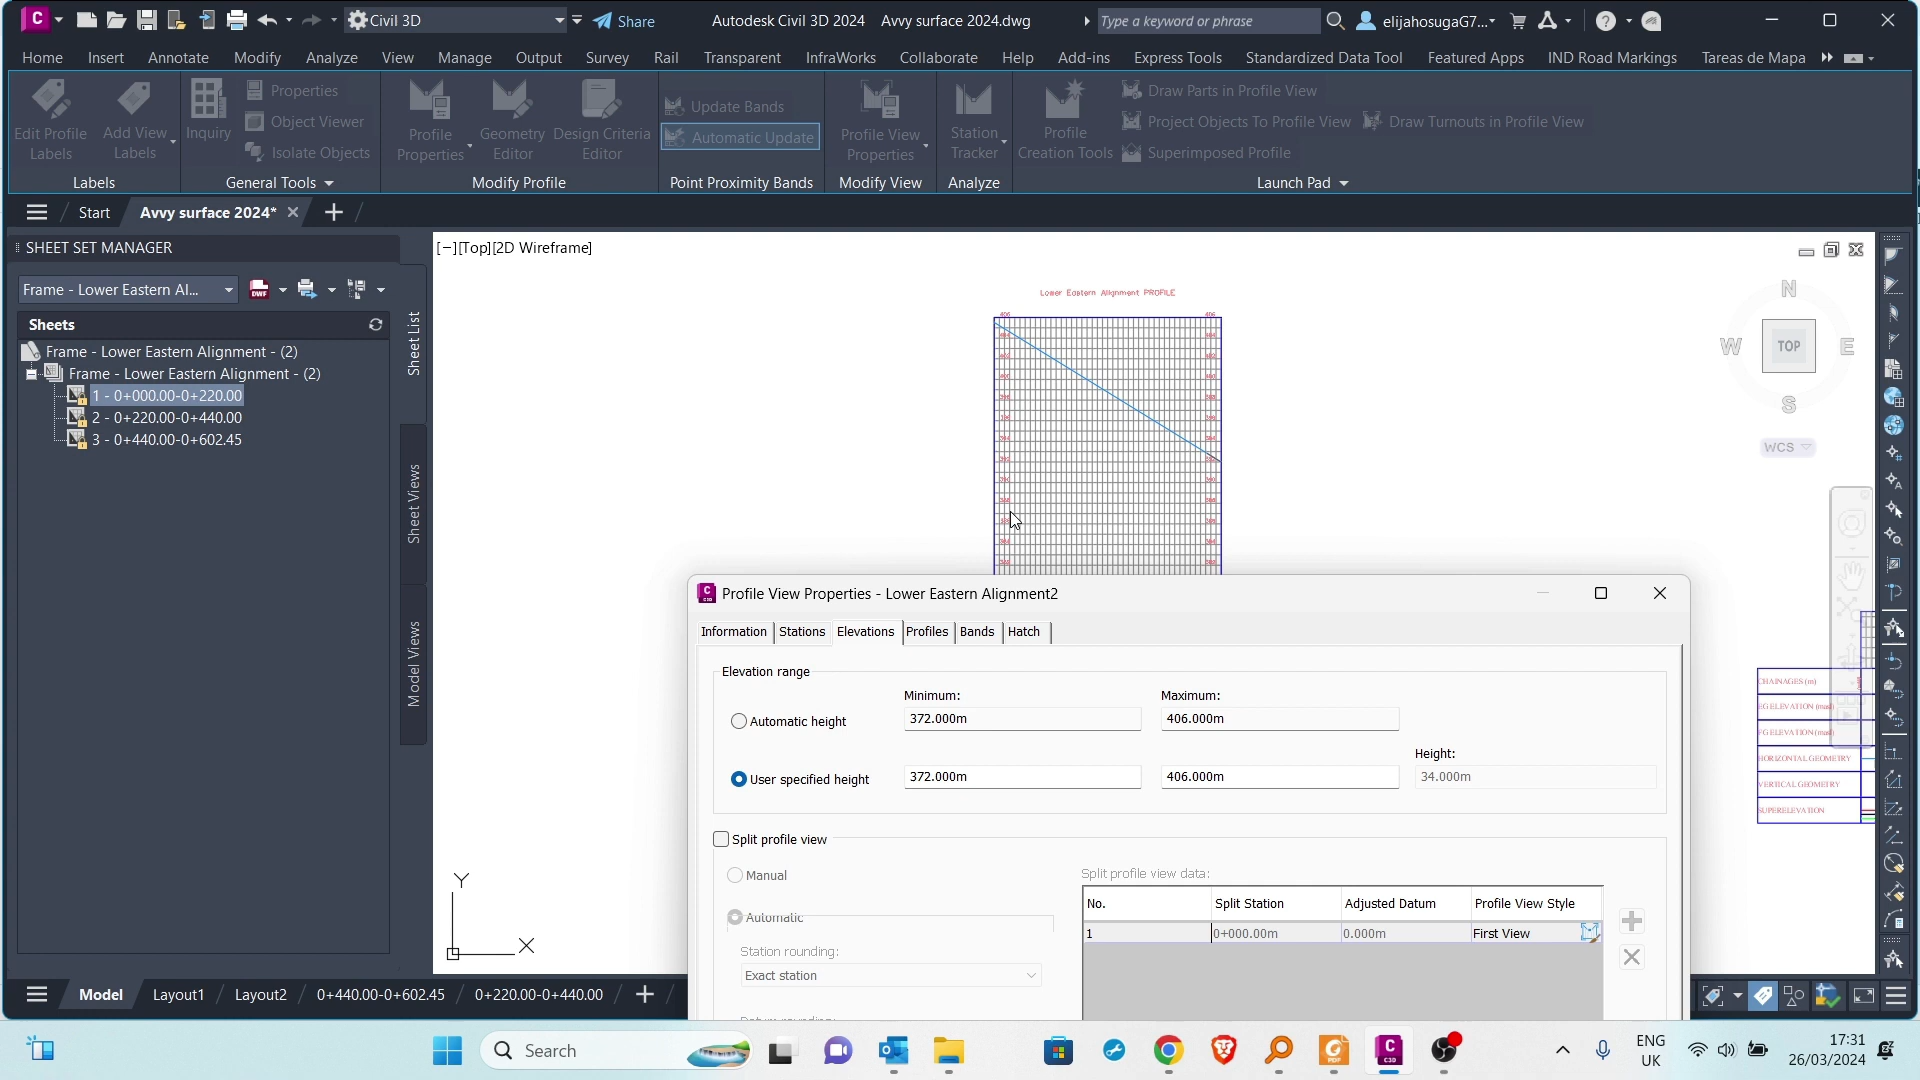 Civil 3D
Share
Autodesk Civil 3D 2024 Avvy surface 2024.dwg
Type a keyword or phrase
elijahosugaG7...
Home Insert Annotate Modify Analyze View Manage Output Survey Rail Transparent InfraWorks Collaborate Help Add-ins Express Tools Standardized Data Tool Featured Apps IND Road Markings Tareas de Mapa
Edit Profile Labels
Add View Labels
Labels
Inquiry
Properties
Object Viewer
Isolate Objects
General Tools
Profile Properties
Geometry Editor
Design Criteria Editor
Modify Profile
Update Bands
Automatic Update
Point Proximity Bands
Profile View Properties
Modify View
Station Tracker
Analyze
Profile Creation Tools
Draw Parts in Profile View
Project Objects To Profile View
Draw Turnouts in Profile View
Superimposed Profile
Launch Pad
Start
Avvy surface 2024*
SHEET SET MANAGER
Frame - Lower Eastern Al...
Sheets
Frame - Lower Eastern Alignment - (2)
Frame - Lower Eastern Alignment - (2)
1 - 0+000.00-0+220.00
2 - 0+220.00-0+440.00
3 - 0+440.00-0+602.45
Sheet List
Sheet Views
Model Views
[−][Top][2D Wireframe]
Lower Eastern Alignment PROFILE
N
W TOP E
S
WCS
CHAINAGES (m)
EG ELEVATION (masl)
FG ELEVATION (masl)
HORIZONTAL GEOMETRY
VERTICAL GEOMETRY
SUPERELEVATION
Y
X
Profile View Properties - Lower Eastern Alignment2
Information Stations Elevations Profiles Bands Hatch
Elevation range
Minimum: Maximum:
Automatic height 372.000m 406.000m
Height:
User specified height 372.000m 406.000m 34.000m
Split profile view
Manual
Automatic
Station rounding:
Exact station
Split profile view data:
No. Split Station Adjusted Datum Profile View Style
1 0+000.00m 0.000m First View
Model Layout1 Layout2 0+440.00-0+602.45 0+220.00-0+440.00
Search
ENG
UK
17:31
26/03/2024